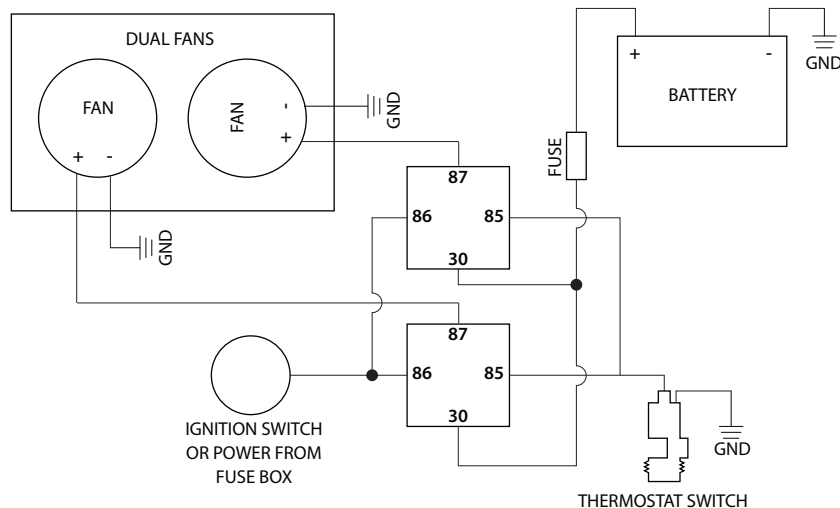 DUAL FANS
FAN
+ -
FAN
-
+
GND
GND
+ -
BATTERY
GND
FUSE
87
86 85
30
87
86 85
30
IGNITION SWITCH
OR POWER FROM
FUSE BOX
GND
THERMOSTAT SWITCH